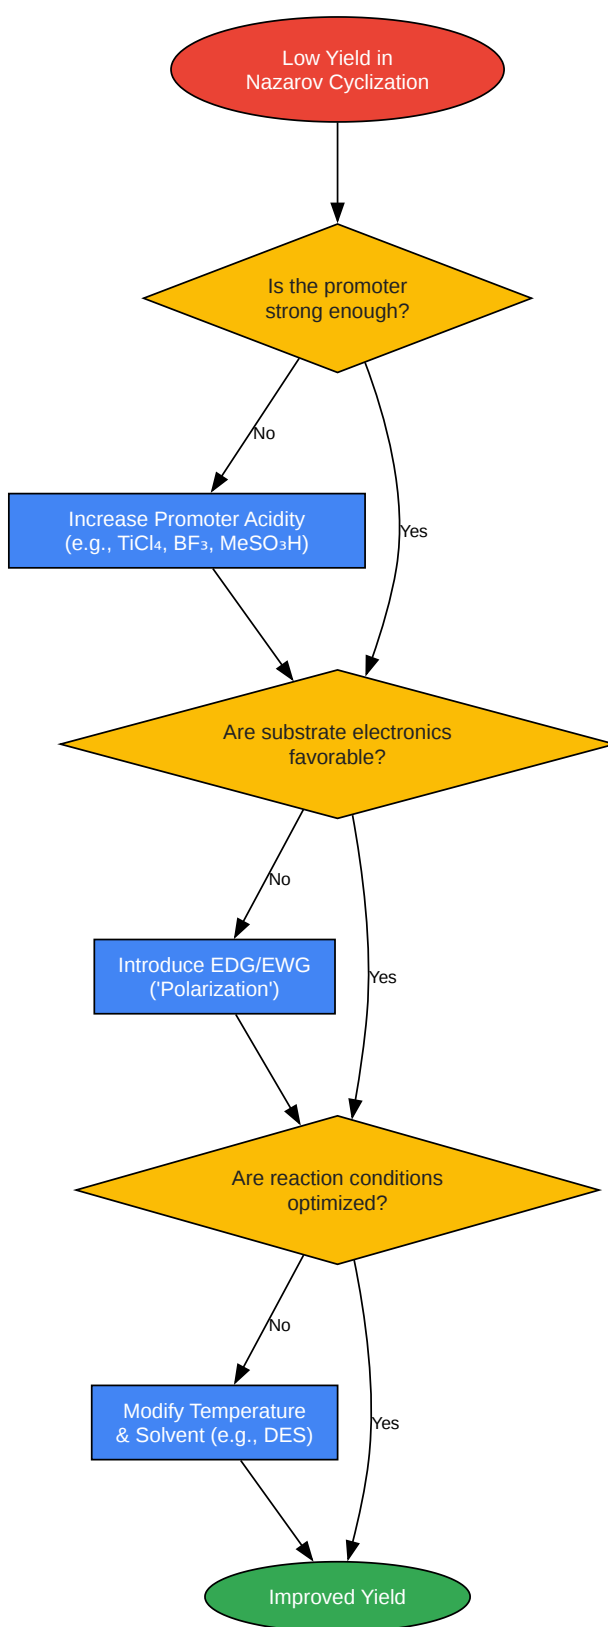 Low Yield in
Nazarov Cyclization
Is the promoter
strong enough?
No
Increase Promoter Acidity
(e.g., TiCl₄, BF₃, MeSO₃H)
Yes
Are substrate electronics
favorable?
No
Introduce EDG/EWG
('Polarization')
Yes
Are reaction conditions
optimized?
No
Modify Temperature
& Solvent (e.g., DES)
Yes
Improved Yield